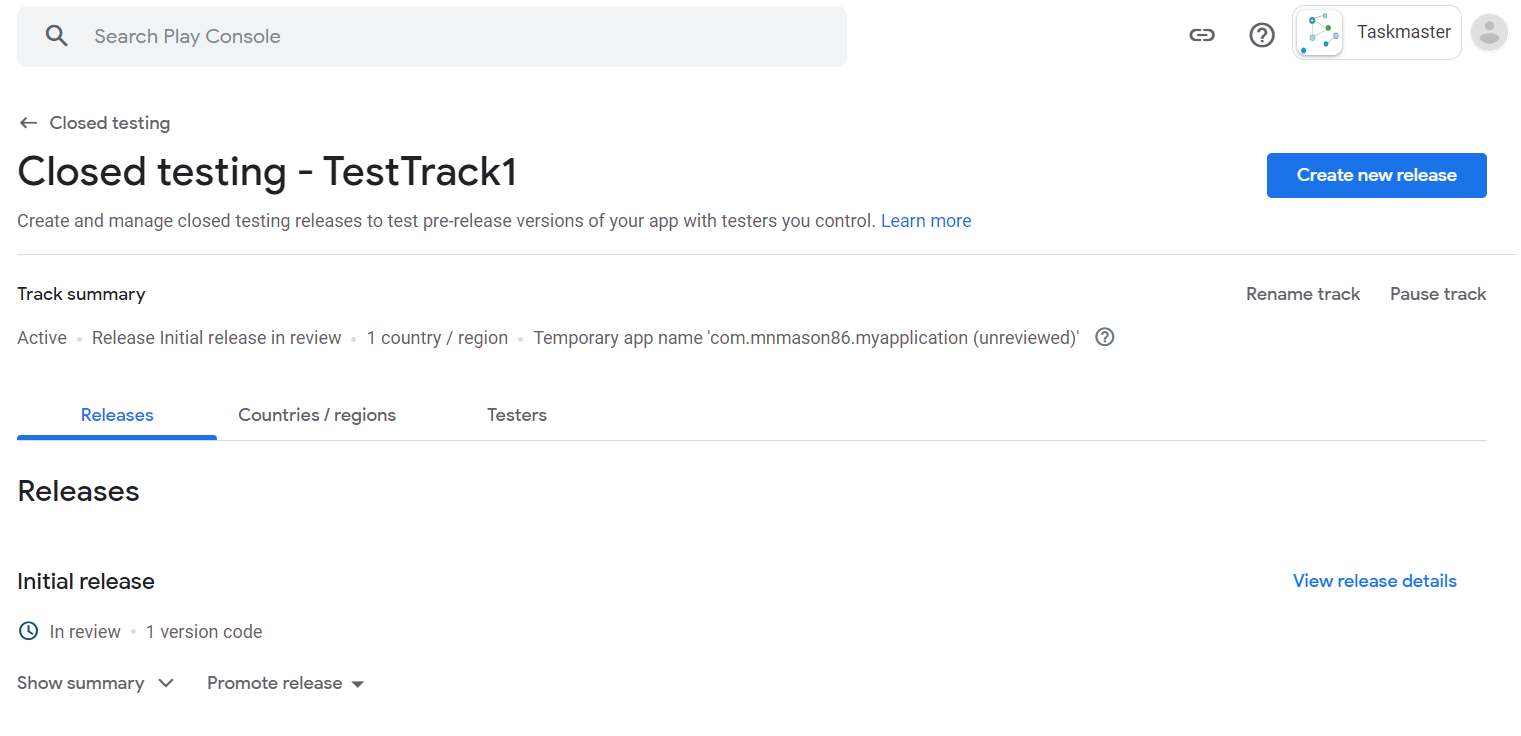 Search Play Console
Taskmaster
Closed testing
Closed testing - TestTrack1
Create new release
Create and manage closed testing releases to test pre-release versions of your app with testers you control. Learn more
Track summary
Rename track
Pause track
Active • Release Initial release in review • 1 country / region • Temporary app name 'com.mnmason86.myapplication (unreviewed)'
Releases
Countries / regions
Testers
Releases
Initial release
View release details
In review • 1 version code
Show summary
Promote release